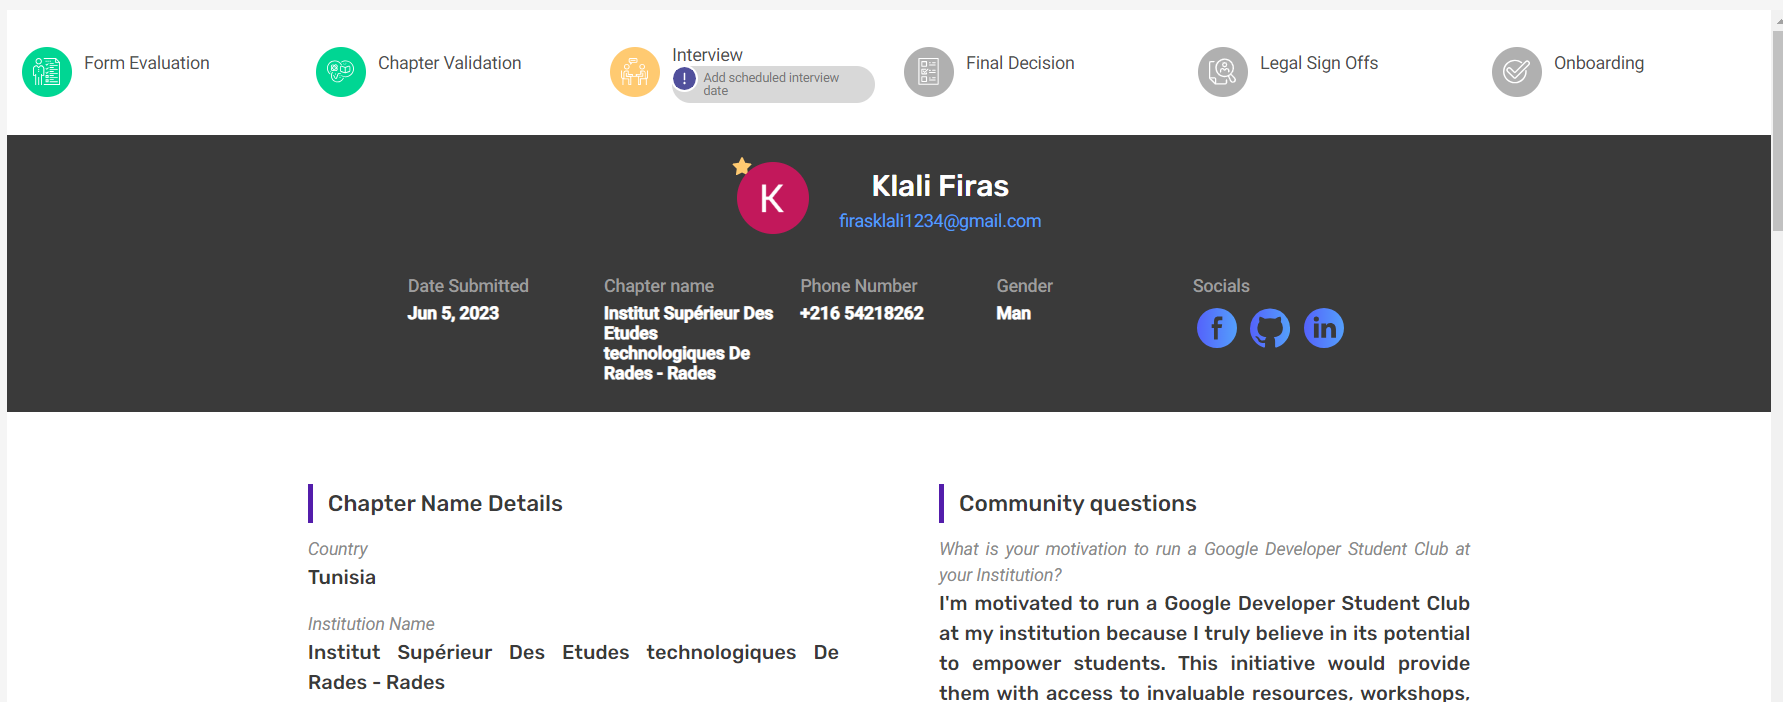 Form Evaluation
Chapter Validation
Interview
! Add scheduled interview
date
Final Decision
Legal Sign Offs
Onboarding
K
Klali Firas
firasklali1234@gmail.com
Date Submitted
Jun 5, 2023
Chapter name
Institut Supérieur Des
Etudes
technologiques De
Rades - Rades
Phone Number
+216 54218262
Gender
Man
Socials
Chapter Name Details
Country
Tunisia
Institution Name
Institut Supérieur Des Etudes technologiques De
Rades - Rades
Community questions
What is your motivation to run a Google Developer Student Club at
your Institution?
I'm motivated to run a Google Developer Student Club
at my institution because I truly believe in its potential
to empower students. This initiative would provide
them with access to invaluable resources, workshops,